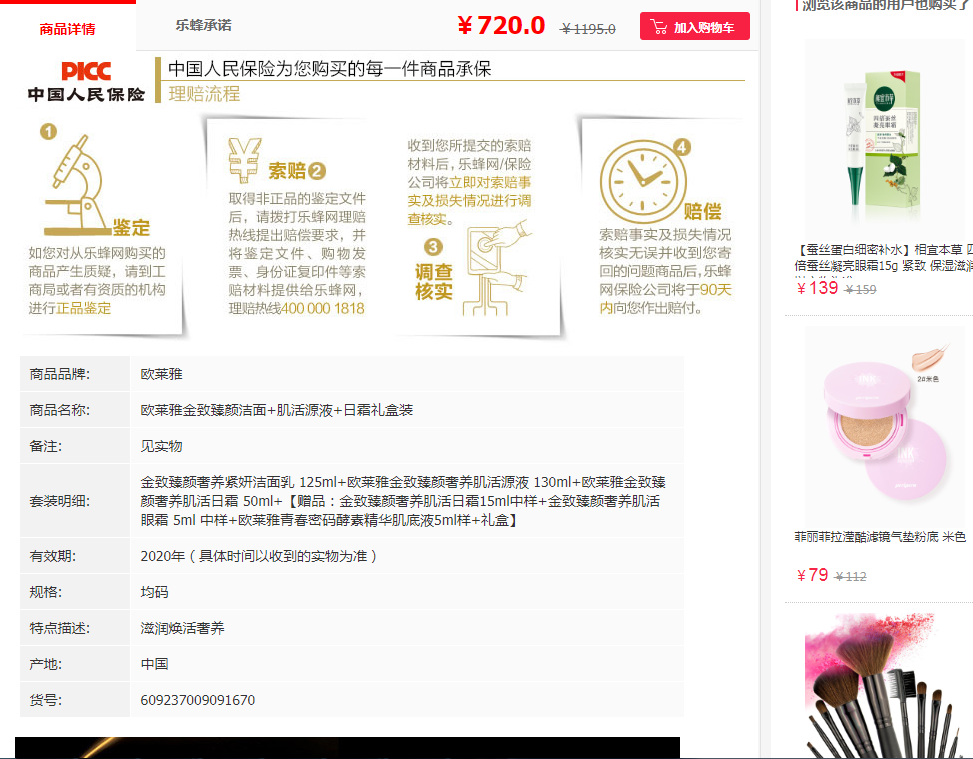 商品详情
乐蜂承诺
￥720.0
￥1195.0
加入购物车
PICC
中国人民保险
中国人民保险为您购买的每一件商品承保
理赔流程
1
鉴定
如您对从乐蜂网购买的
商品产生质疑，请到工
商局或者有资质的机构
进行正品鉴定
索赔2
取得非正品的鉴定文件
后，请拨打乐蜂网理赔
热线提出赔偿要求，并
将鉴定文件、购物发
票、身份证复印件等索
赔材料提供给乐蜂网，
理赔热线400 000 1818
收到您所提交的索赔
材料后，乐蜂网/保险
公司将立即对索赔事
实及损失情况进行调
查核实。
3
调查
核实
4
赔偿
索赔事实及损失情况
核实无误并收到您寄
回的问题商品后，乐蜂
网保险公司将于90天
内向您作出赔付。
商品品牌:
欧莱雅
商品名称:
欧莱雅金致臻颜洁面+肌活源液+日霜礼盒装
备注:
见实物
套装明细:
金致臻颜奢养紧妍洁面乳 125ml+欧莱雅金致臻颜奢养肌活源液 130ml+欧莱雅金致臻
颜奢养肌活日霜 50ml+【赠品：金致臻颜奢养肌活日霜15ml中样+金致臻颜奢养肌活
眼霜 5ml 中样+欧莱雅青春密码酵素精华肌底液5ml样+礼盒】
有效期:
2020年（具体时间以收到的实物为准）
规格:
均码
特点描述:
滋润焕活奢养
产地:
中国
货号:
609237009091670
浏览该商品的用户也购买了
【蚕丝蛋白细密补水】相宜本草 四
倍蚕丝凝亮眼霜15g 紧致 保湿滋润
￥139 ￥159
2#米色
菲丽菲拉滢酷滤镜气垫粉底 米色
￥79 ￥112